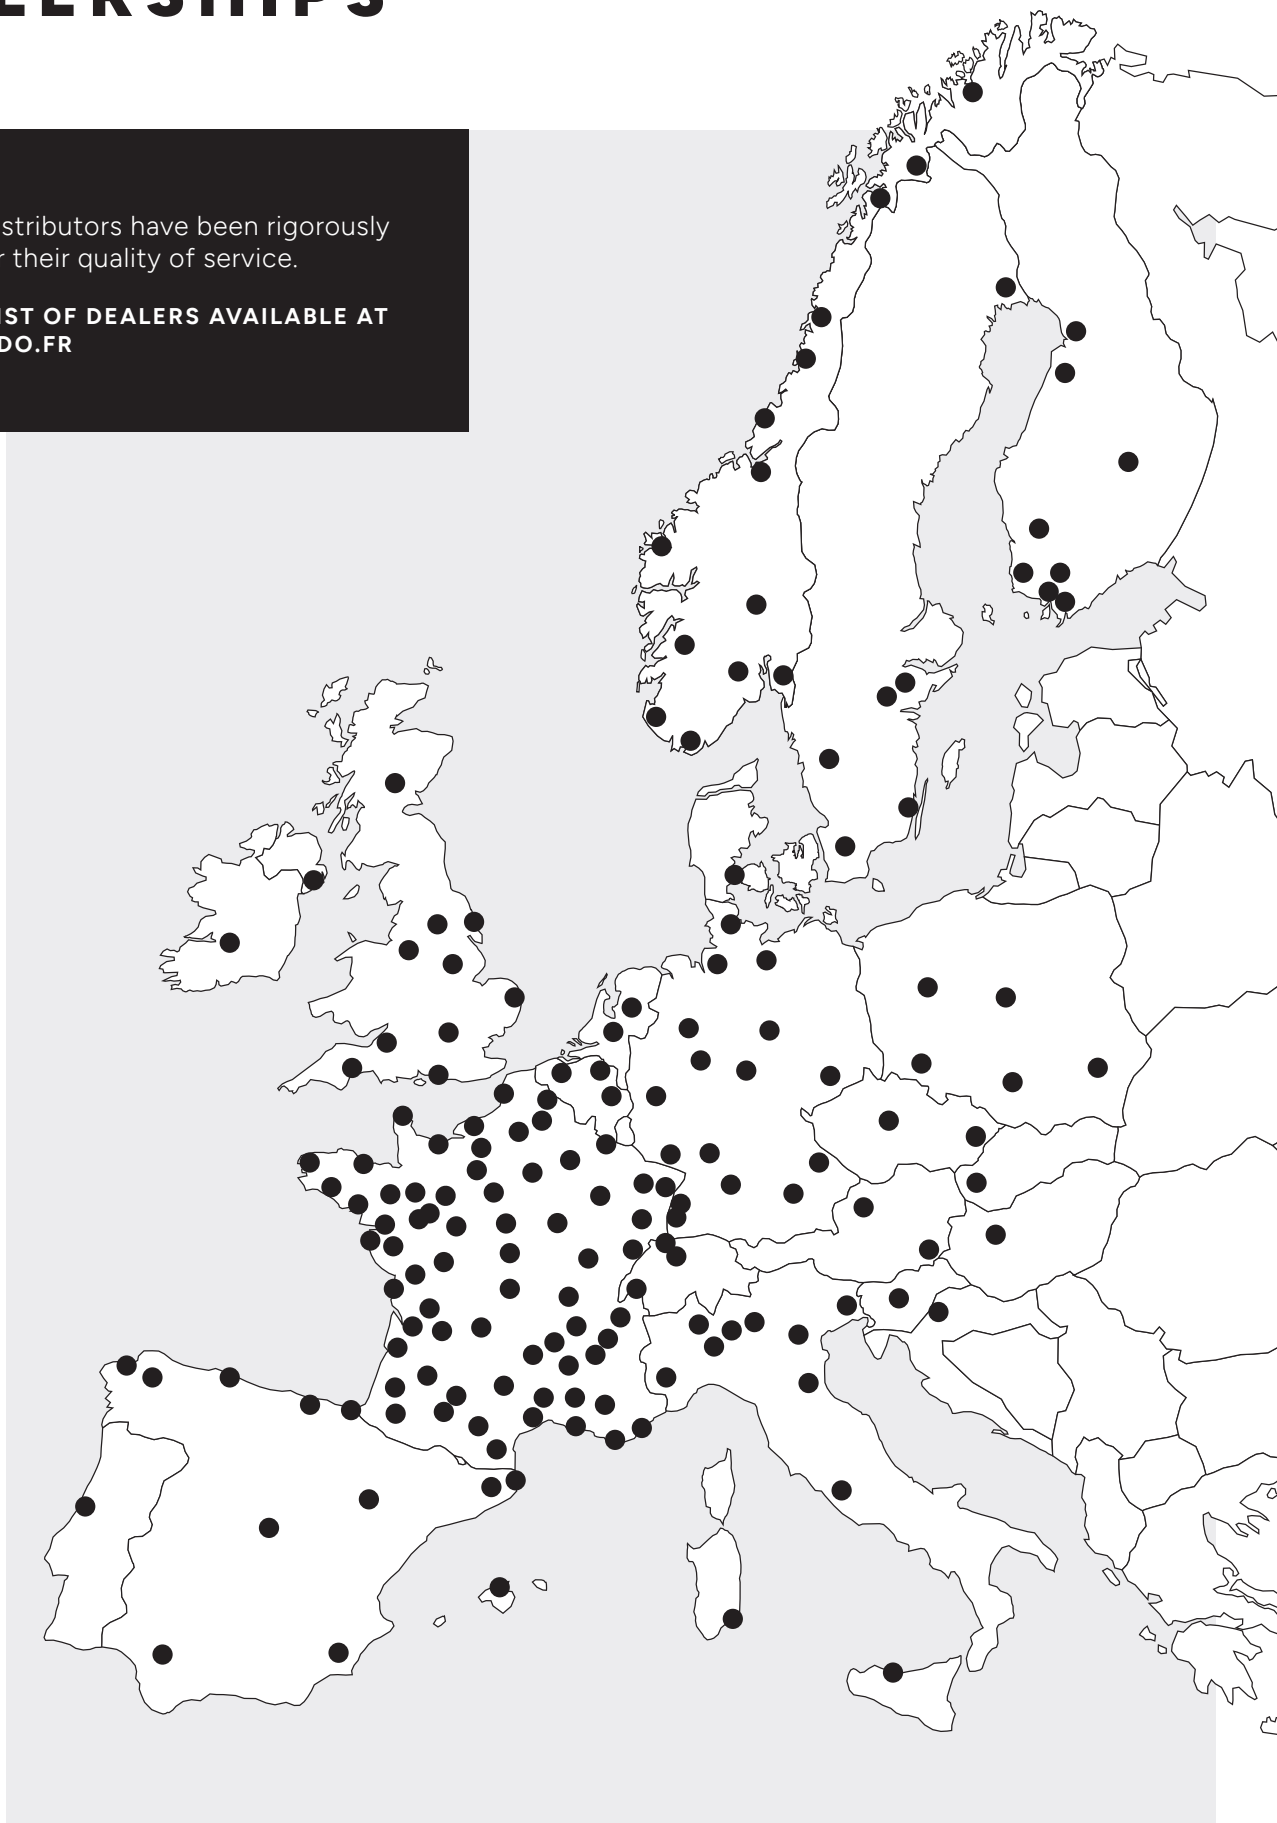 ERSHIPS
stributors have been rigorously
r their quality of service.
IST OF DEALERS AVAILABLE AT
DO.FR